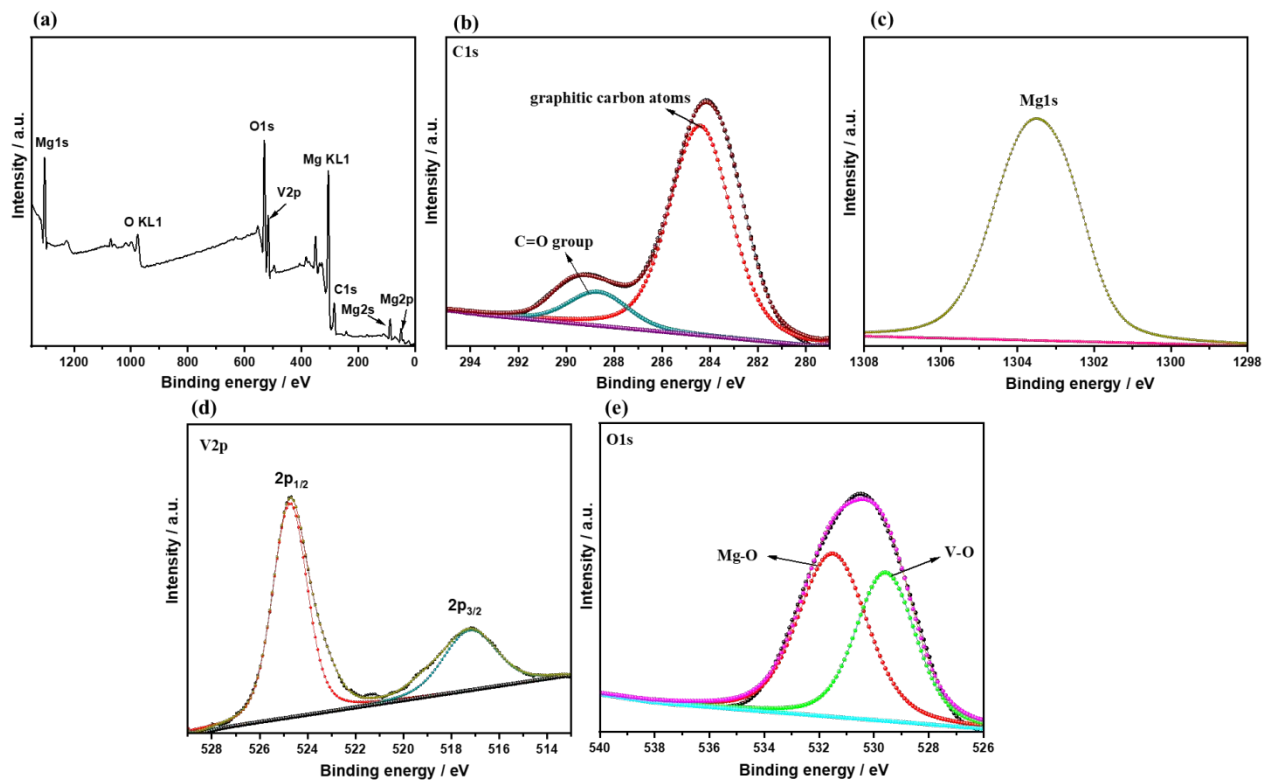 (a)
Intensity / a.u.
Mg1s
O KL1
O1s
V2p
Mg KL1
C1s
Mg2s
Mg2p
1200 1000 800 600 400 200 0
Binding energy / eV
(b)
C1s
Intensity / a.u.
graphitic carbon atoms
C=O group
294 292 290 288 286 284 282 280
Binding energy / eV
(c)
Intensity / a.u.
Mg1s
1308 1306 1304 1302 1300 1298
Binding energy / eV
(d)
V2p
Intensity / a.u.
2p1/2
2p3/2
528 526 524 522 520 518 516 514
Binding energy / eV
(e)
O1s
Intensity / a.u.
Mg-O
V-O
540 538 536 534 532 530 528 526
Binding energy / eV